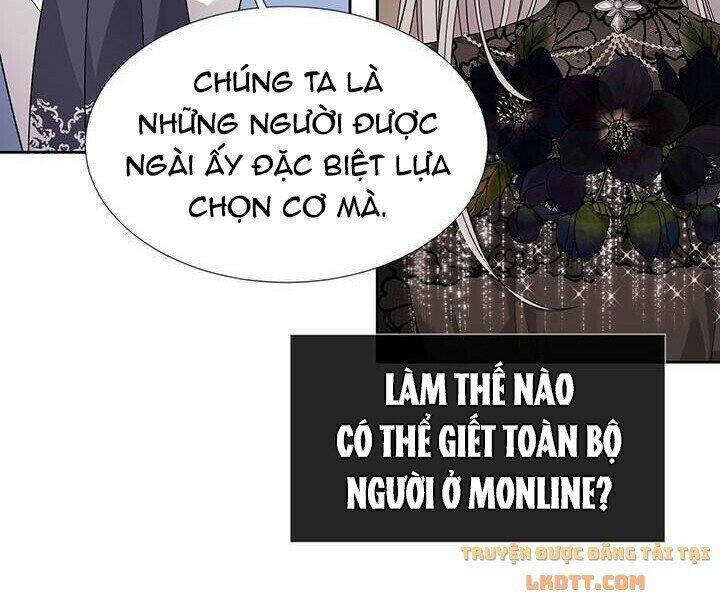 CHÚNG TA LÀ
NHỮNG NGƯỜI ĐƯỢC
NGÀI ẤY ĐẶC BIỆT LỰA
CHỌN CƠ MÀ.
LÀM THẾ NÀO
CÓ THỂ GIẾT TOÀN BỘ
NGƯỜI Ở MONLINE?
TRUYỆN ĐƯỢC ĐĂNG TẢI TẠI
LKDTT.COM